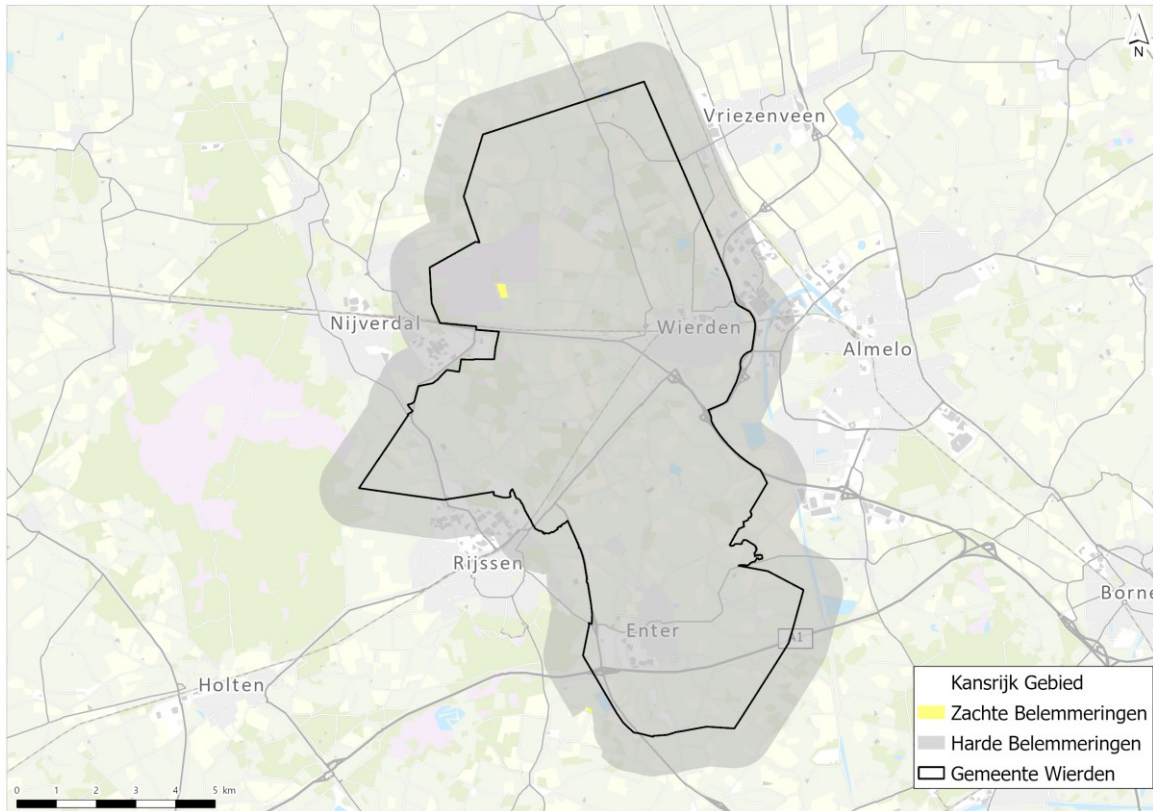 N
Vriezenveen
Nijverdal
Wierden
Almelo
Rijssen
Enter
A1
Borne
Holten
Kansrijk Gebied
Zachte Belemmeringen
Harde Belemmeringen
Gemeente Wierden
0 1 2 3 4 5 km